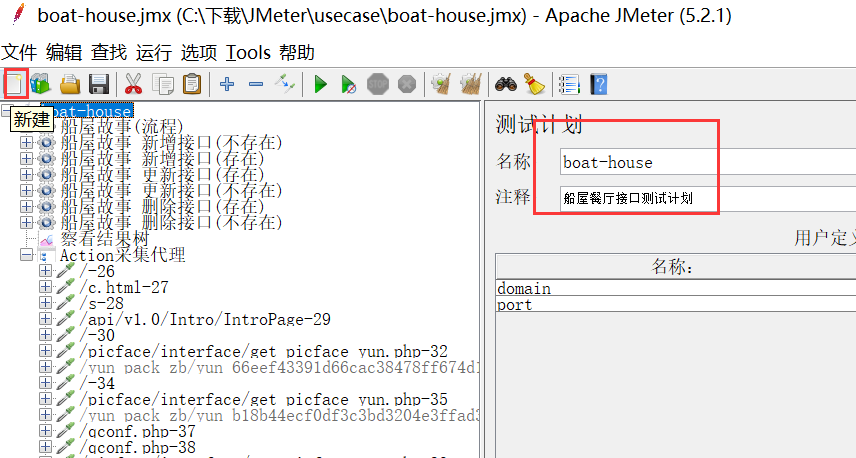 boat-house.jmx (C:\下载\JMeter\usecase\boat-house.jmx) - Apache JMeter (5.2.1)
文件 编辑 查找 运行 选项 Tools 帮助
新建
boat-house
船屋故事(流程)
船屋故事 新增接口(不存在)
船屋故事 新增接口(存在)
船屋故事 更新接口(存在)
船屋故事 更新接口(不存在)
船屋故事 删除接口(存在)
船屋故事 删除接口(不存在)
察看结果树
Action采集代理
/-26
/c.html-27
/s-28
/api/v1.0/Intro/IntroPage-29
/-30
/picface/interface/get_picface_yun.php-32
/yun_pack_zb/yun_66eef43391d66cac38478ff674d1
/-34
/picface/interface/get_picface_yun.php-35
/yun_pack_zb/yun_b18b44ecf0df3c3bd3204e3ffad3
/qconf.php-37
/qconf.php-38
测试计划
名称
boat-house
注释
船屋餐厅接口测试计划
用户定义
名称:
domain
port